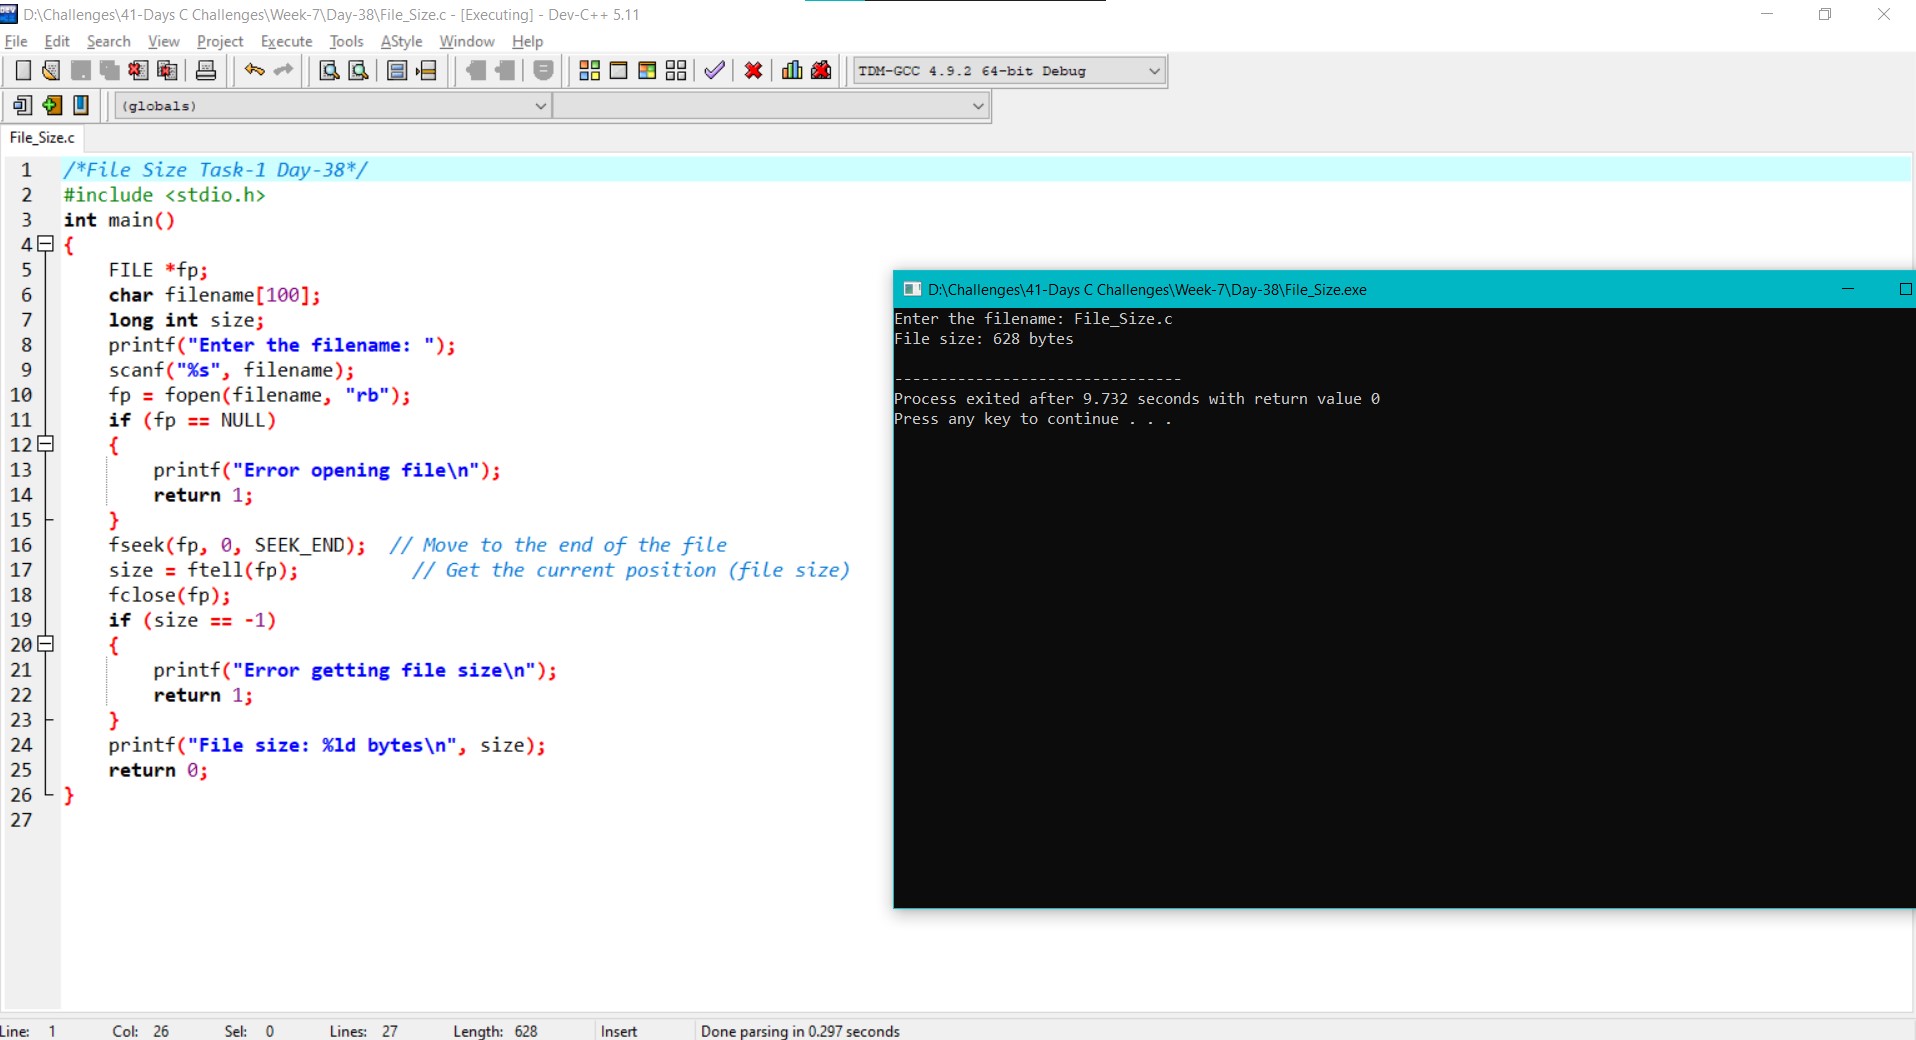 D:\Challenges\41-Days C Challenges\Week-7\Day-38\File_Size.c - [Executing] - Dev-C++ 5.11
File Edit Search View Project Execute Tools AStyle Window Help
TDM-GCC 4.9.2 64-bit Debug
(globals)
File_Size.c
1 /*File Size Task-1 Day-38*/
2 #include <stdio.h>
3 int main()
4 {
5 FILE *fp;
6 char filename[100];
7 long int size;
8 printf("Enter the filename: ");
9 scanf("%s", filename);
10 fp = fopen(filename, "rb");
11 if (fp == NULL)
12 {
13 printf("Error opening file\n");
14 return 1;
15 }
16 fseek(fp, 0, SEEK_END); // Move to the end of the file
17 size = ftell(fp); // Get the current position (file size)
18 fclose(fp);
19 if (size == -1)
20 {
21 printf("Error getting file size\n");
22 return 1;
23 }
24 printf("File size: %ld bytes\n", size);
25 return 0;
26 }
27
D:\Challenges\41-Days C Challenges\Week-7\Day-38\File_Size.exe
Enter the filename: File_Size.c
File size: 628 bytes
--------------------------------
Process exited after 9.732 seconds with return value 0
Press any key to continue . . .
Line: 1 Col: 26 Sel: 0 Lines: 27 Length: 628 Insert Done parsing in 0.297 seconds